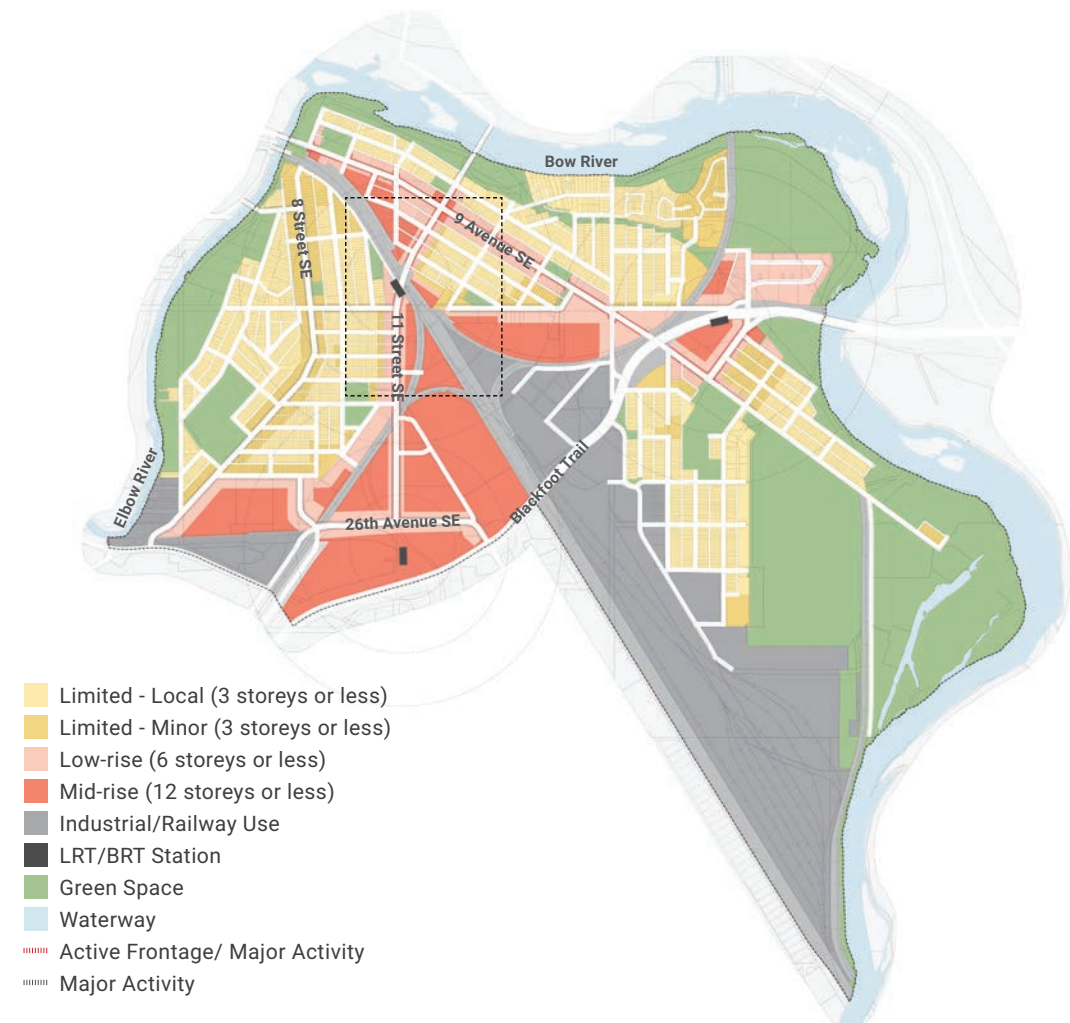 Bow River
8 Street SE
9 Avenue SE
11 Street SE
Blackfoot Trail
Elbow River
26th Avenue SE
Limited - Local (3 storeys or less)
Limited - Minor (3 storeys or less)
Low-rise (6 storeys or less)
Mid-rise (12 storeys or less)
Industrial/Railway Use
LRT/BRT Station
Green Space
Waterway
Active Frontage/ Major Activity
Major Activity